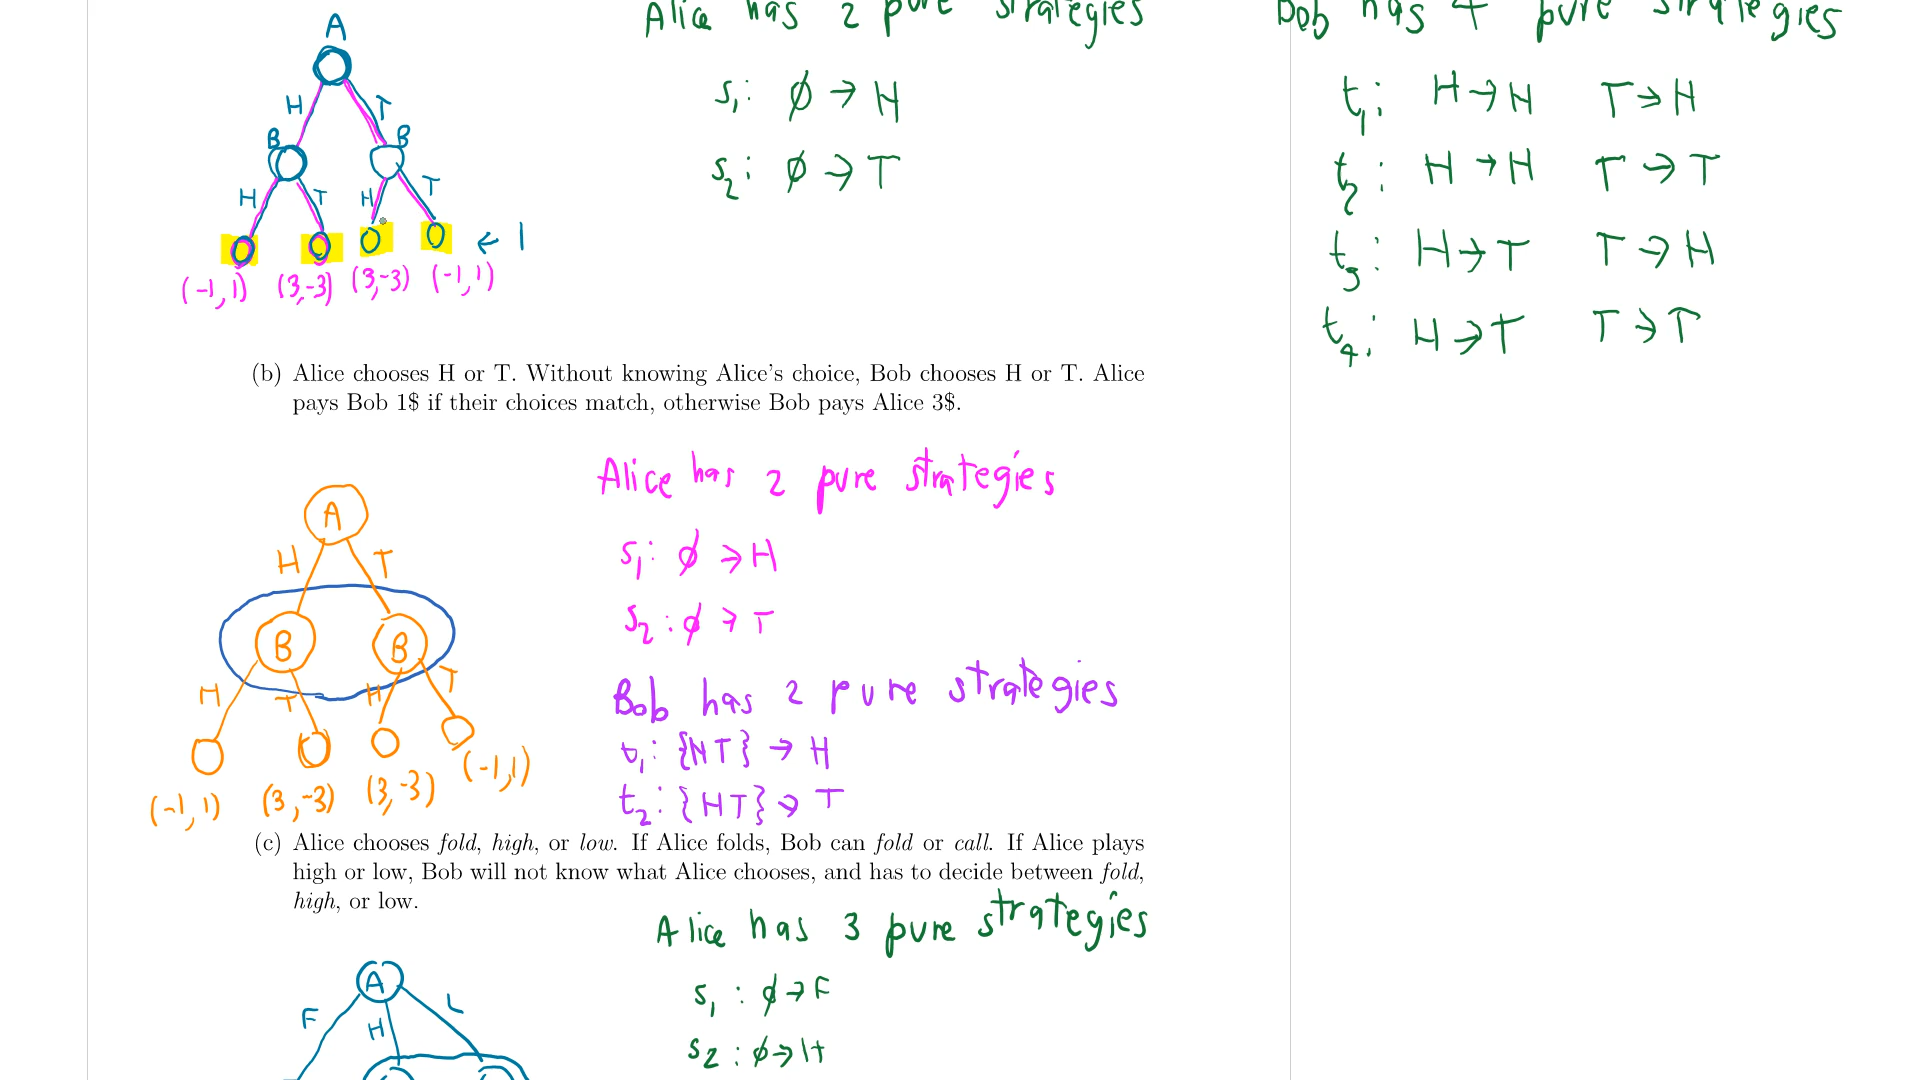 A
Alice has 2 pure strategies
Bob has 4 pure strategies
H T
B B
H T H T
← 1
(-1, 1) (3,-3) (3,-3) (-1, 1)
s₁: ϕ → H
s₂: ϕ → T
t₁: H → H T → H
t₂: H → H T → T
t₃: H → T T → H
t₄: H → T T → T
(b) Alice chooses H or T. Without knowing Alice's choice, Bob chooses H or T. Alice
pays Bob 1$ if their choices match, otherwise Bob pays Alice 3$.
A
H T
B B
H T H T
(-1, 1) (3,-3) (3,-3) (-1,1)
Alice has 2 pure strategies
s₁: ϕ → H
s₂: ϕ → T
Bob has 2 pure strategies
t₁: {HT} → H
t₂: {HT} → T
(c) Alice chooses fold, high, or low. If Alice folds, Bob can fold or call. If Alice plays
high or low, Bob will not know what Alice chooses, and has to decide between fold,
high, or low.
Alice has 3 pure strategies
A
F H L
s₁: ϕ → F
s₂: ϕ → H